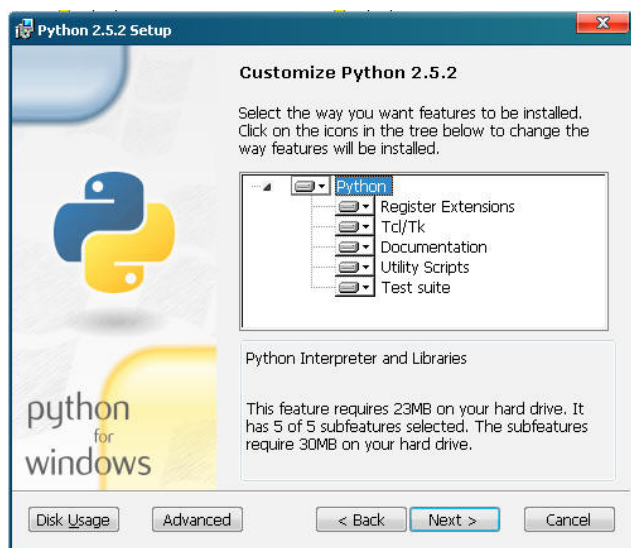 Python 2.5.2 Setup
Customize Python 2.5.2
Select the way you want features to be installed.
Click on the icons in the tree below to change the
way features will be installed.
Python
Register Extensions
Tcl/Tk
Documentation
Utility Scripts
Test suite
Python Interpreter and Libraries
This feature requires 23MB on your hard drive. It
has 5 of 5 subfeatures selected. The subfeatures
require 30MB on your hard drive.
python
for
windows
Disk Usage
Advanced
< Back
Next >
Cancel